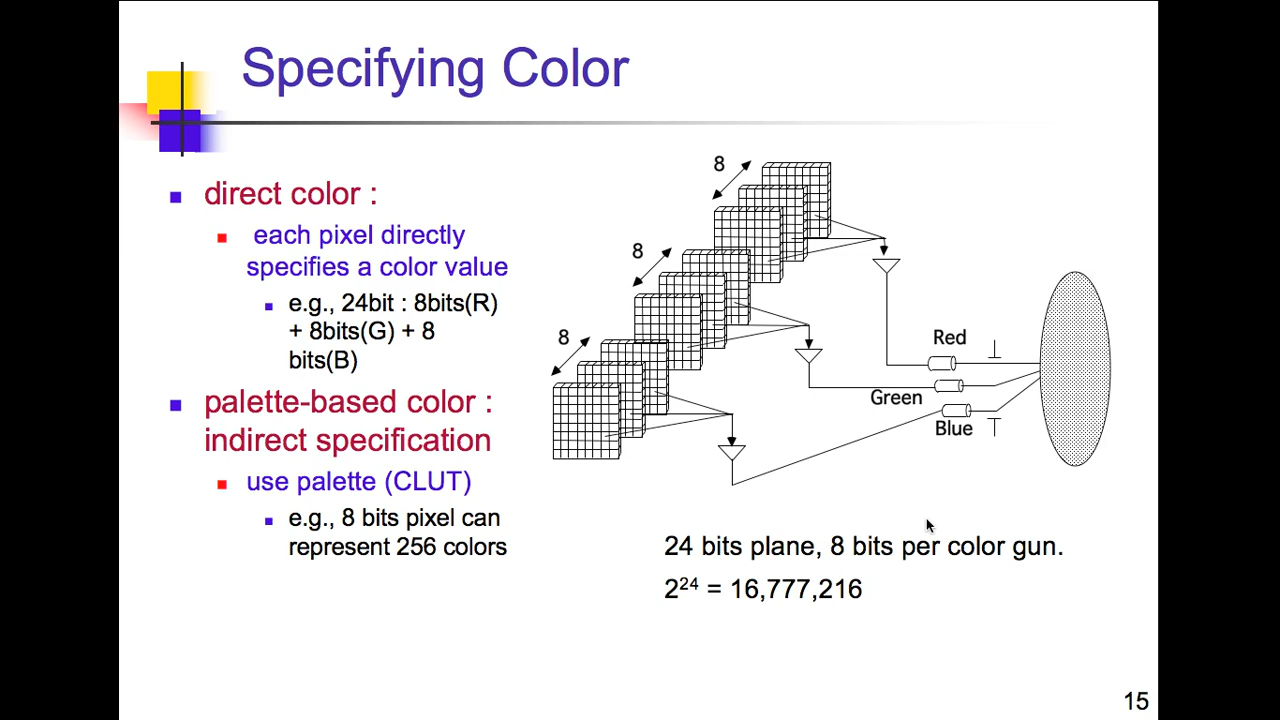 Specifying Color
direct color :
each pixel directly
specifies a color value
e.g., 24bit : 8bits(R)
+ 8bits(G) + 8
bits(B)
palette-based color :
indirect specification
use palette (CLUT)
e.g., 8 bits pixel can
represent 256 colors
8
8
8
Red
Green
Blue
24 bits plane, 8 bits per color gun.
2²⁴ = 16,777,216
15